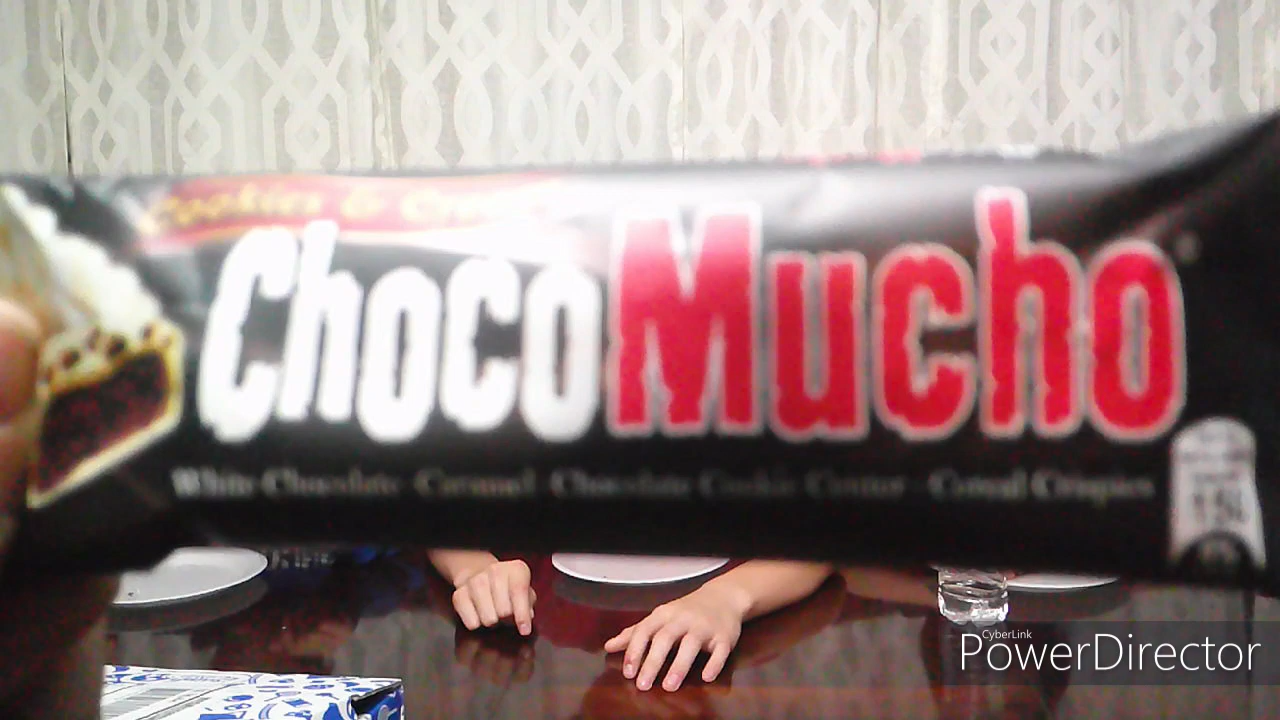 Cookies & Cream
ChocoMucho
White Chocolate · Caramel · Chocolate Cookie Center · Cereal Crispies
CyberLink
PowerDirector